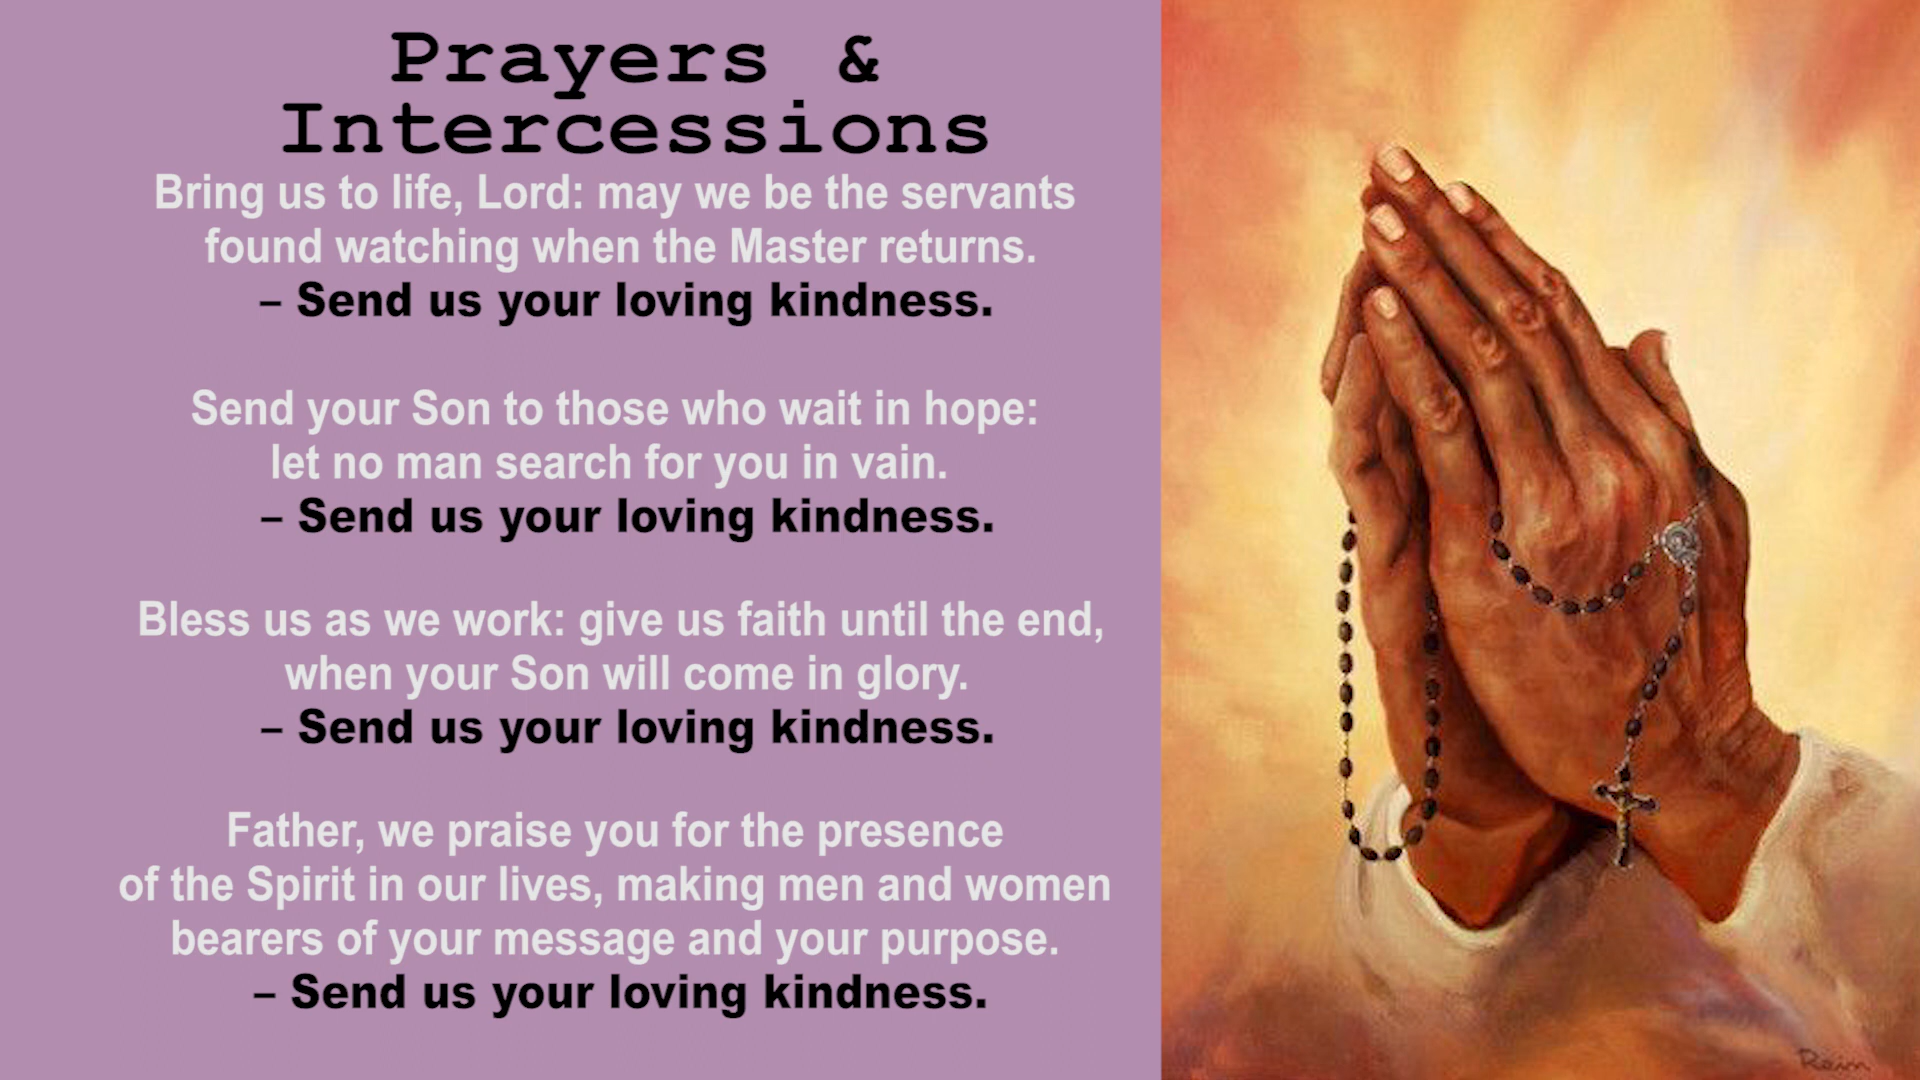 Prayers &
Intercessions
Bring us to life, Lord: may we be the servants
found watching when the Master returns.
– Send us your loving kindness.
Send your Son to those who wait in hope:
let no man search for you in vain.
– Send us your loving kindness.
Bless us as we work: give us faith until the end,
when your Son will come in glory.
– Send us your loving kindness.
Father, we praise you for the presence
of the Spirit in our lives, making men and women
bearers of your message and your purpose.
– Send us your loving kindness.